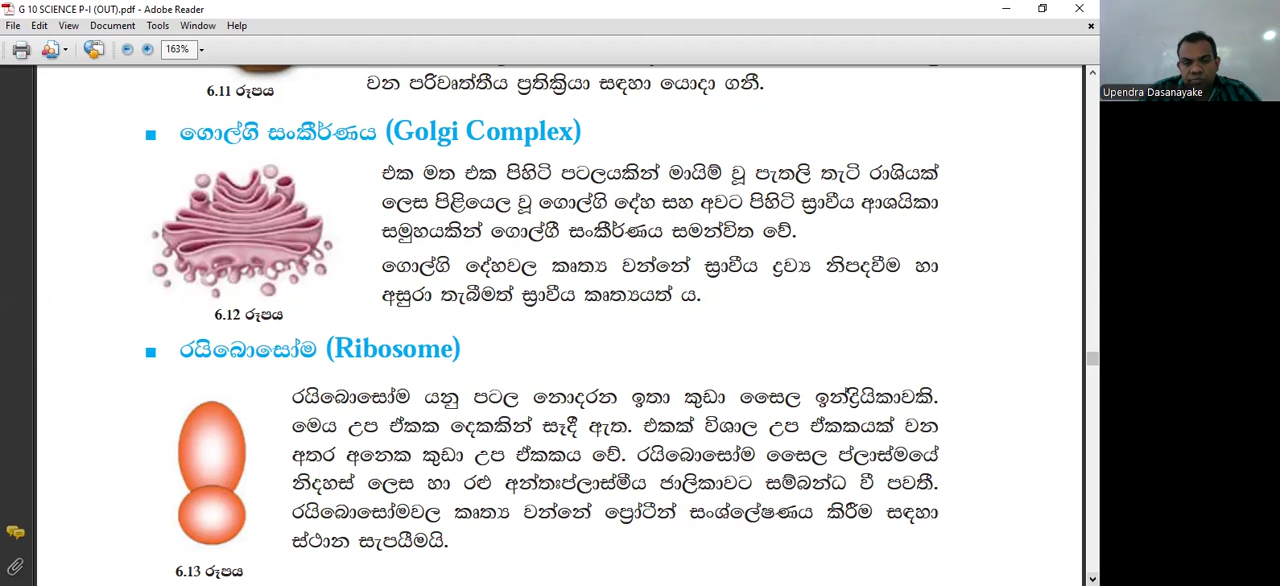 G 10 SCIENCE P-I (OUT).pdf - Adobe Reader
File Edit View Document Tools Window Help
163%
Upendra Dasanayake
වන පරිවෘත්තීය ප්‍රතික්‍රියා සඳහා යොදා ගනී.
6.11 රූපය
ගොල්ගි සංකීර්ණය (Golgi Complex)
එක මත එක පිහිටි පටලයකින් මායිම් වූ පැතලි තැටි රාශියක්
ලෙස පිළියෙල වූ ගොල්ගි දේහ සහ අවට පිහිටි ස්‍රාවීය ආශයිකා
සමුහයකින් ගොල්ගී සංකීර්ණය සමන්විත වේ.
ගොල්ගි දේහවල කෘත්‍ය වන්නේ ස්‍රාවීය ද්‍රව්‍ය නිපදවීම හා
අසුරා තැබීමත් ස්‍රාවීය කෘත්‍යයත් ය.
6.12 රූපය
රයිබොසෝම (Ribosome)
රයිබොසෝම යනු පටල නොදරන ඉතා කුඩා සෛල ඉන්ද්‍රියිකාවකි.
මෙය උප ඒකක දෙකකින් සෑදී ඇත. එකක් විශාල උප ඒකකයක් වන
අතර අනෙක කුඩා උප ඒකකය වේ. රයිබොසෝම සෛල ප්ලාස්මයේ
නිදහස් ලෙස හා රළු අන්තඃප්ලාස්මීය ජාලිකාවට සම්බන්ධ වී පවතී.
රයිබොසෝමවල කෘත්‍ය වන්නේ ප්‍රෝටීන් සංශ්ලේෂණය කිරීම සඳහා
ස්ථාන සැපයීමයි.
6.13 රූපය